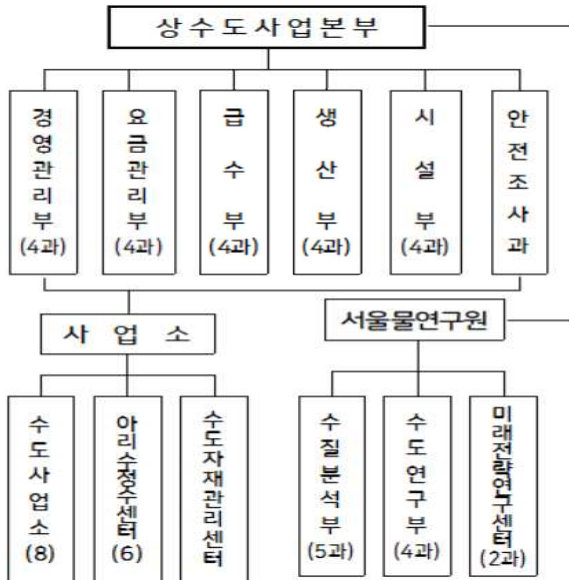 상수도사업본부
경영관리부
(4과)
요금관리부
(4과)
급수부
(4과)
생산부
(4과)
시설부
(4과)
안전조사과
사 업 소
서울물연구원
수도사업소
(8)
아리수정수센터
(6)
수도자재관리센터
수질분석부
(5과)
수도연구부
(4과)
미래전략연구센터
(2과)